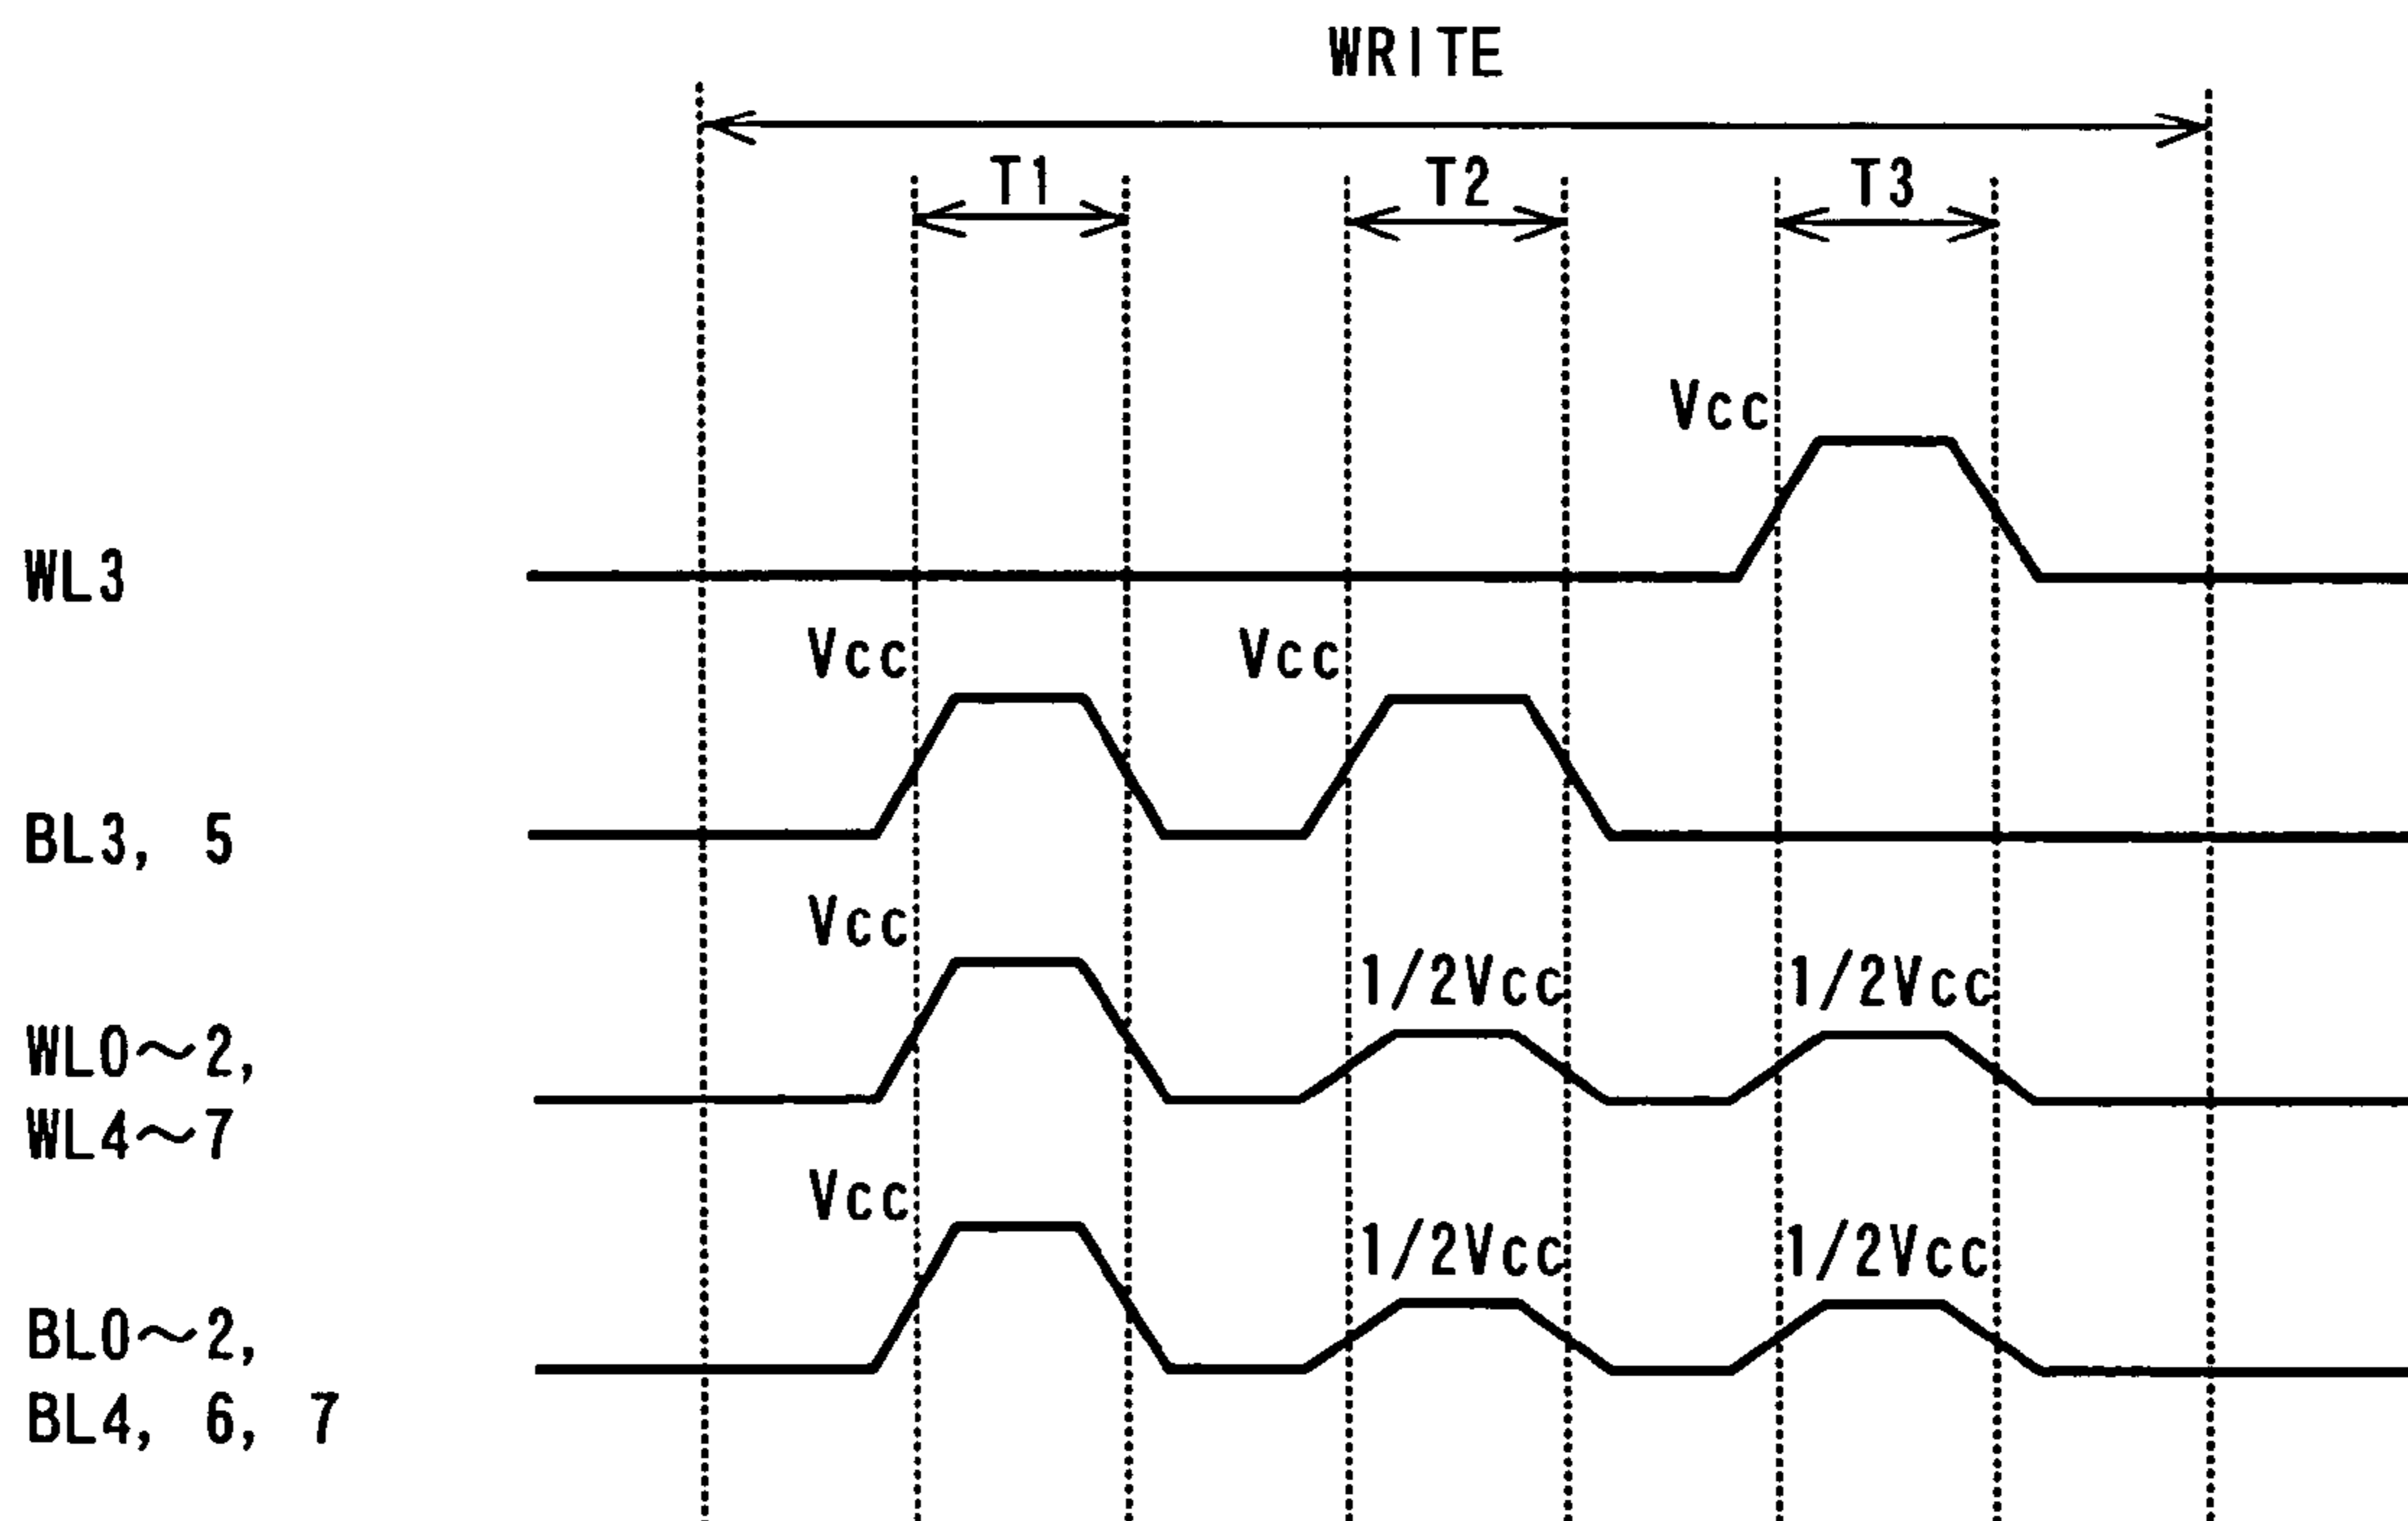 WRITE
T1 T2 T3
Vcc
WL3
Vcc Vcc
BL3, 5
Vcc
1/2Vcc 1/2Vcc
WL0～2,
WL4～7
Vcc
1/2Vcc 1/2Vcc
BL0～2,
BL4, 6, 7